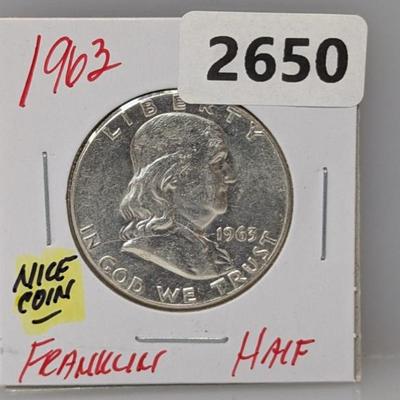 1963
2650
LIBERTY
1963
IN GOD WE TRUST
NICE
COIN
FRANKLIN HALF